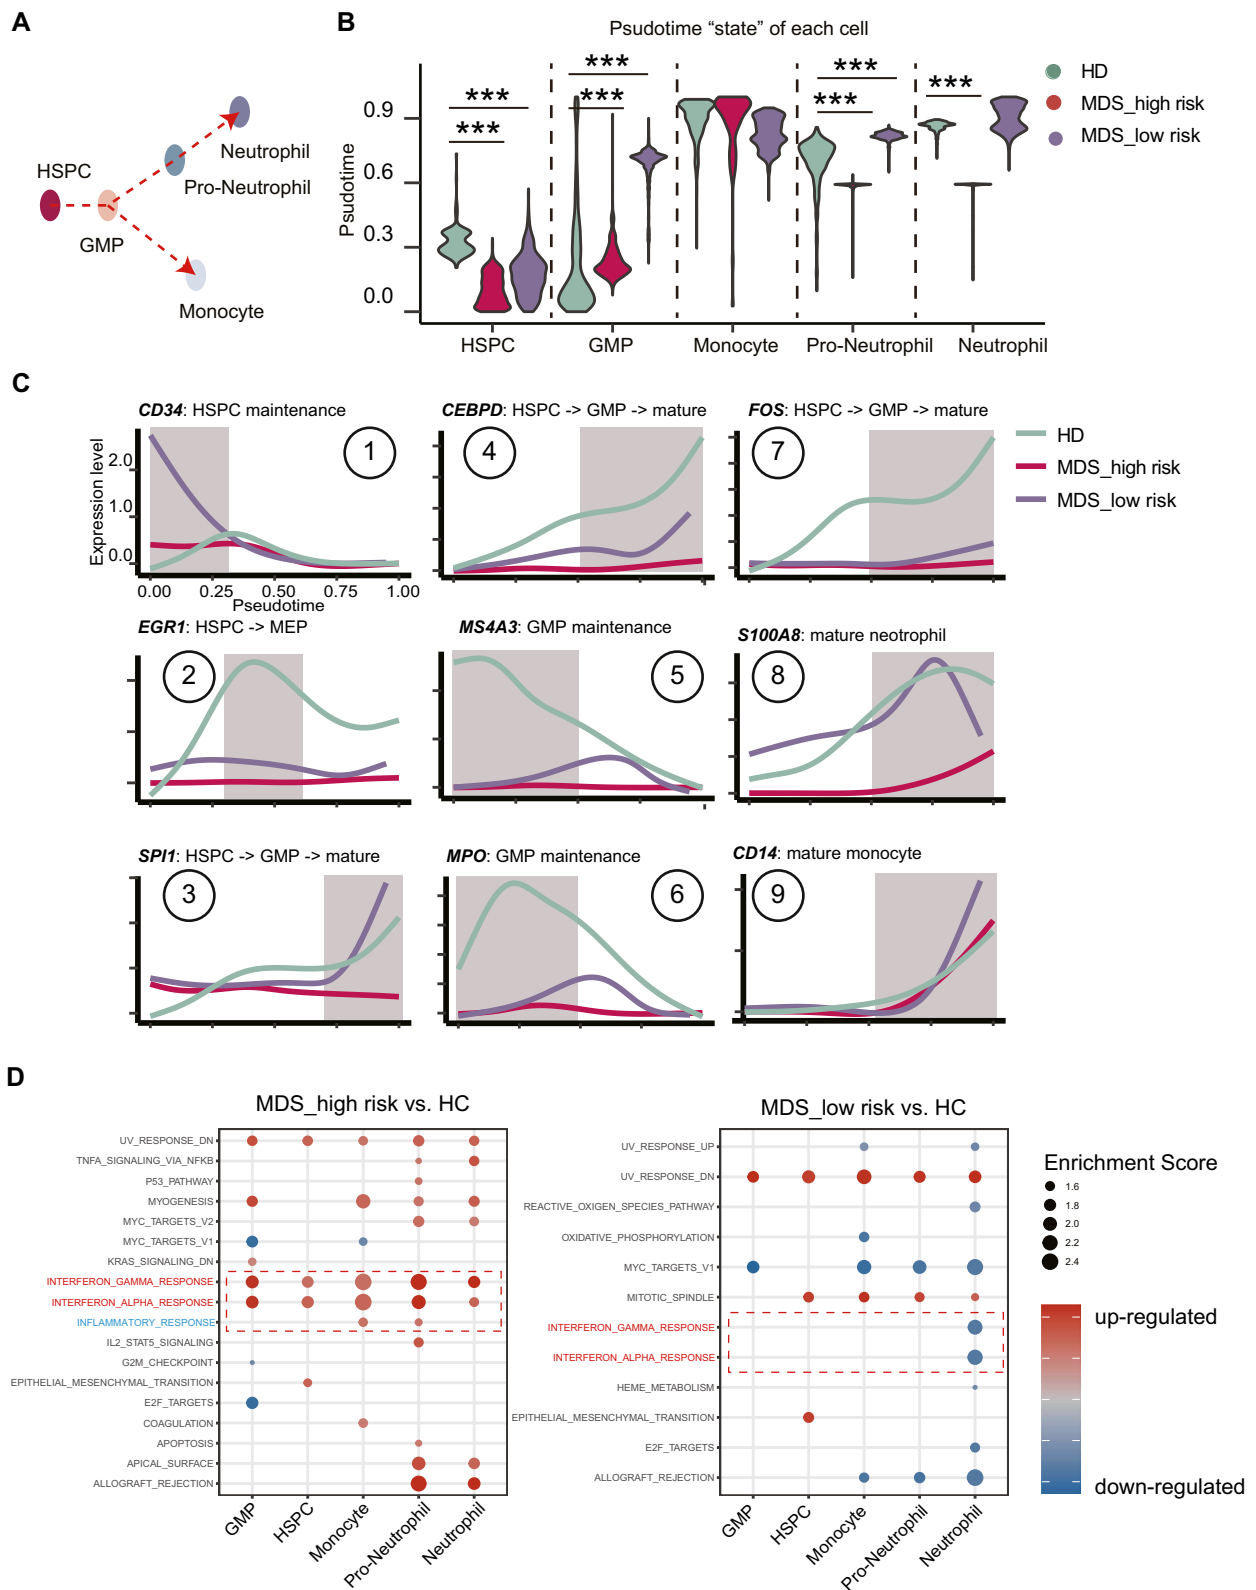 A
HSPC
GMP
Neutrophil
Pro-Neutrophil
Monocyte
B
Psudotime “state” of each cell
Psudotime
0.9
0.6
0.3
0.0
***
***
***
***
***
***
***
HSPC
GMP
Monocyte
Pro-Neutrophil
Neutrophil
HD
MDS_high risk
MDS_low risk
C
CD34: HSPC maintenance
1
Expression level
2.0
1.0
0.0
0.00 0.25 0.75 1.00
Pseudotime
CEBPD: HSPC -> GMP -> mature
4
FOS: HSPC -> GMP -> mature
7
HD
MDS_high risk
MDS_low risk
EGR1: HSPC -> MEP
2
MS4A3: GMP maintenance
5
S100A8: mature neotrophil
8
SPI1: HSPC -> GMP -> mature
3
MPO: GMP maintenance
6
CD14: mature monocyte
9
D
MDS_high risk vs. HC
UV_RESPONSE_DN
TNFA_SIGNALING_VIA_NFKB
P53_PATHWAY
MYOGENESIS
MYC_TARGETS_V2
MYC_TARGETS_V1
KRAS_SIGNALING_DN
INTERFERON_GAMMA_RESPONSE
INTERFERON_ALPHA_RESPONSE
INFLAMMATORY_RESPONSE
IL2_STAT5_SIGNALING
G2M_CHECKPOINT
EPITHELIAL_MESENCHYMAL_TRANSITION
E2F_TARGETS
COAGULATION
APOPTOSIS
APICAL_SURFACE
ALLOGRAFT_REJECTION
GMP
HSPC
Monocyte
Pro-Neutrophil
Neutrophil
MDS_low risk vs. HC
UV_RESPONSE_UP
UV_RESPONSE_DN
REACTIVE_OXIGEN_SPECIES_PATHWAY
OXIDATIVE_PHOSPHORYLATION
MYC_TARGETS_V1
MITOTIC_SPINDLE
INTERFERON_GAMMA_RESPONSE
INTERFERON_ALPHA_RESPONSE
HEME_METABOLISM
EPITHELIAL_MESENCHYMAL_TRANSITION
E2F_TARGETS
ALLOGRAFT_REJECTION
GMP
HSPC
Monocyte
Pro-Neutrophil
Neutrophil
Enrichment Score
1.6
1.8
2.0
2.2
2.4
up-regulated
down-regulated